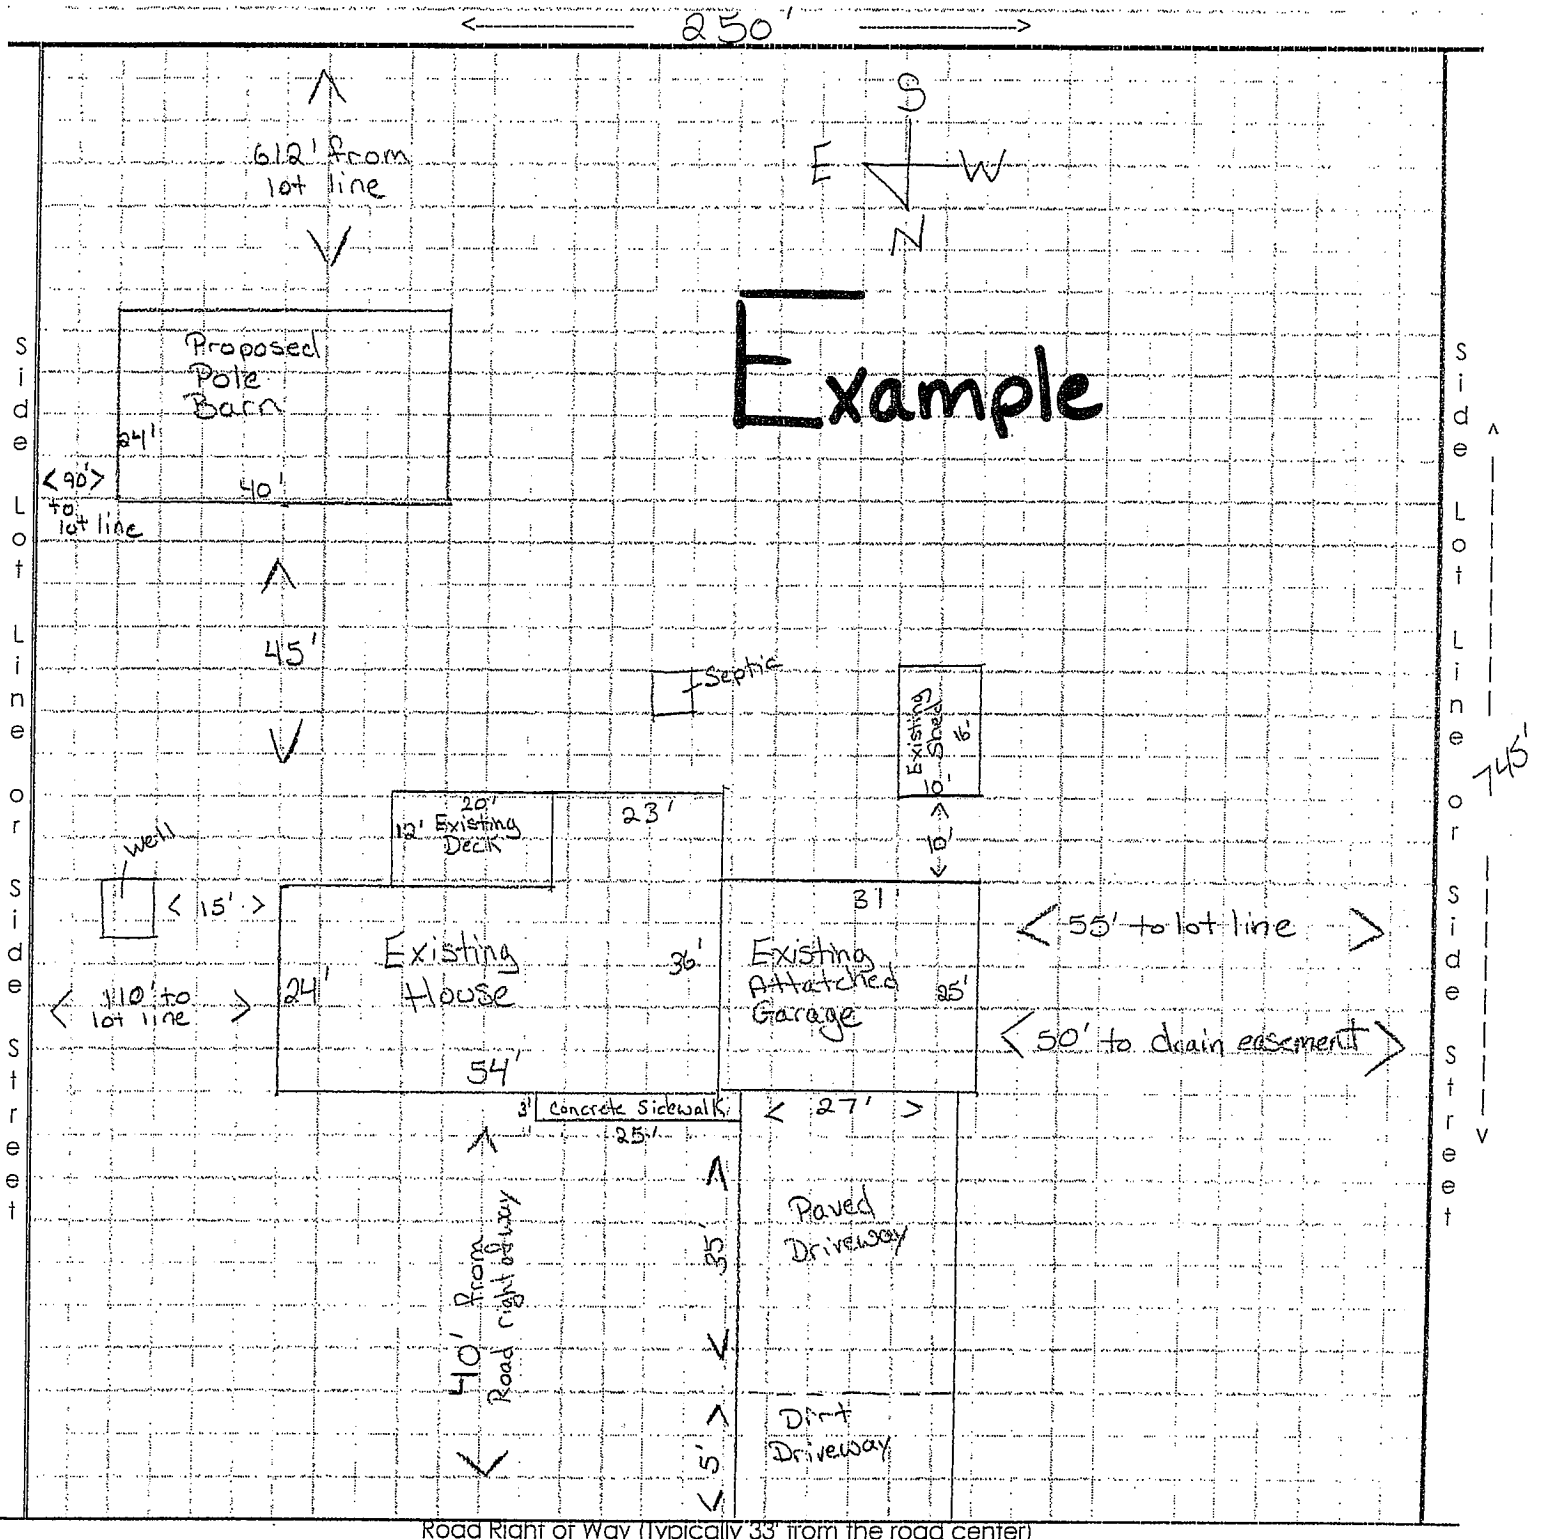 250'
S
E W
N
612' from
lot line
Example
Proposed
Pole
Barn
24'
40'
<90'>
to
lot line
45'
Septic
Existing
Shed
10'
10'
745'
Side Lot Line or Side Street
Side Lot Line or Side Street
20'
12' Existing
Deck
23'
well
< 15' >
31'
Existing
House
24'
36'
54'
Existing
Attatched
Garage
25'
< 55' to lot line >
< 50' to drain easement >
< 110' to >
lot line
3' Concrete Sidewalk
25'
< 27' >
40' from
Road right of way
35'
Paved
Driveway
5'
Dirt
Driveway
Road Right of Way (Typically 33' from the road center)